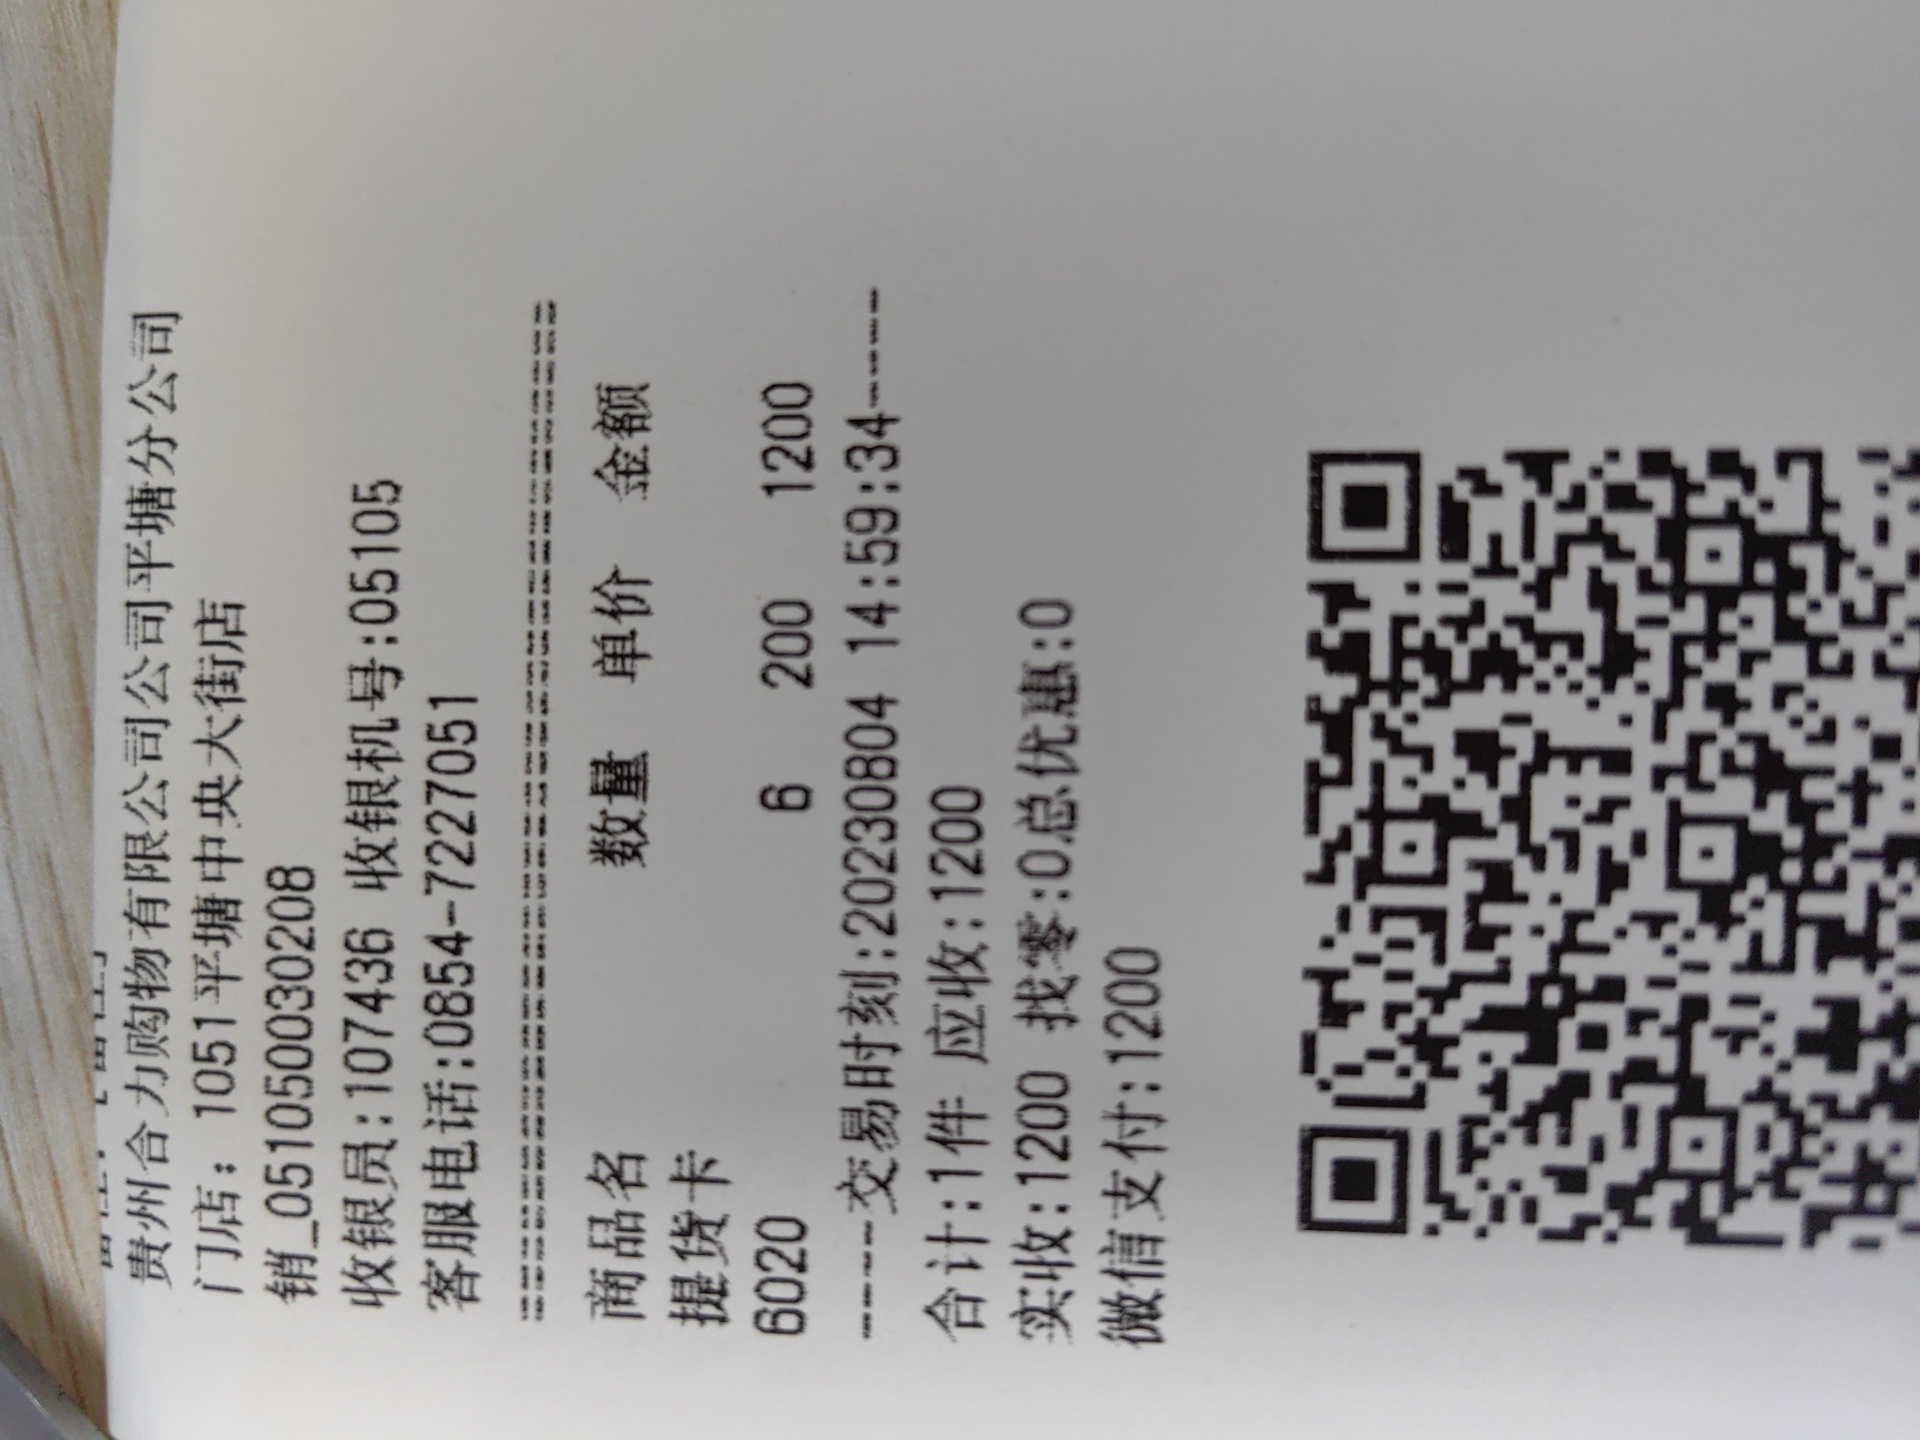 贵州合力购物有限公司公司平塘分公司
门店: 1051平塘中央大街店
销_0510500030208
收银员:107436 收银机号:05105
客服电话:0854-7227051
================================
商品名 数量 单价 金额
提货卡
6020 6 200 1200
----交易时刻:20230804 14:59:34----
合计:1件 应收:1200
实收:1200 找零:0总优惠:0
微信支付:1200